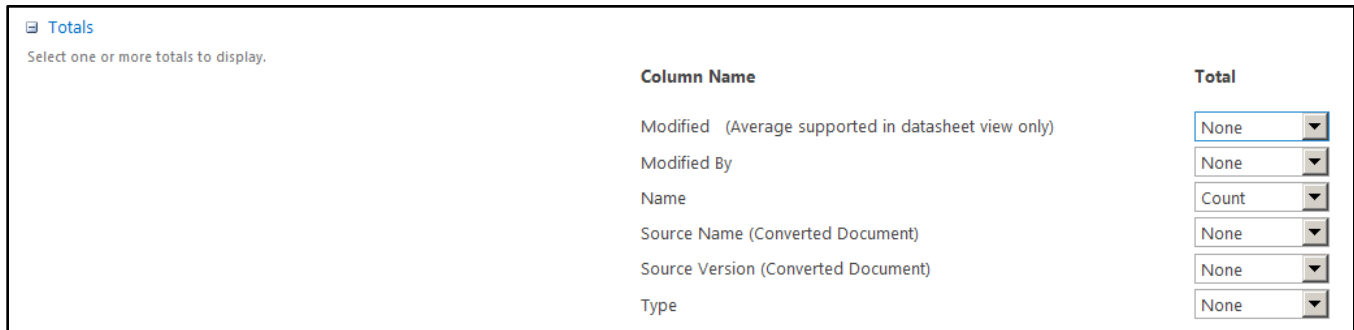 Totals
Select one or more totals to display.
Column Name Total
Modified (Average supported in datasheet view only) None
Modified By None
Name Count
Source Name (Converted Document) None
Source Version (Converted Document) None
Type None